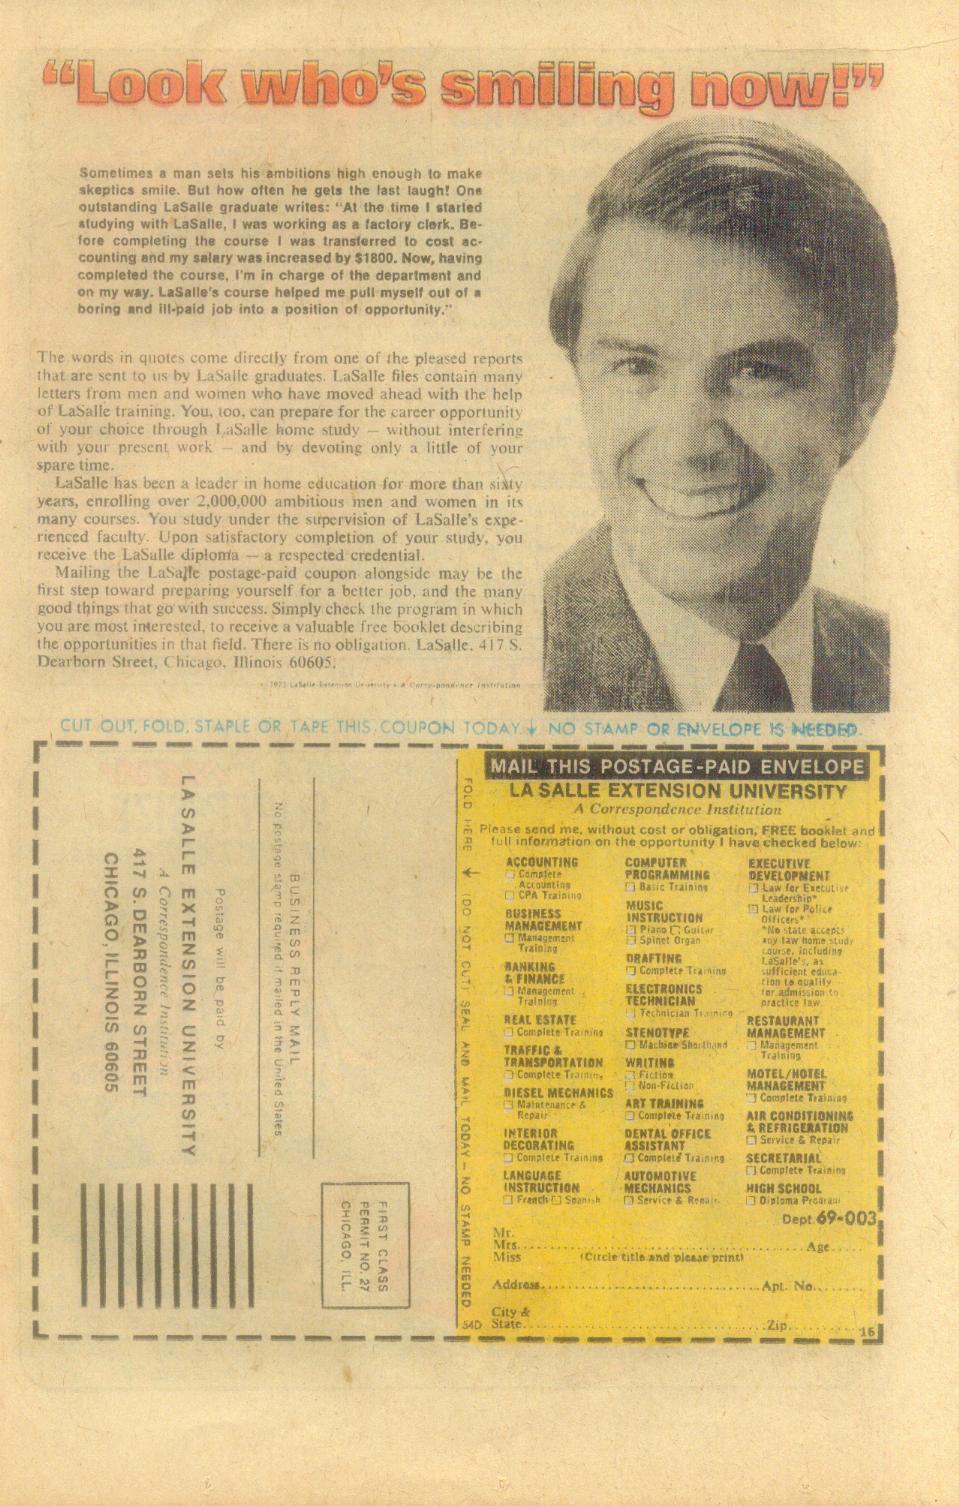 “Look who's smiling now!”
Sometimes a man sets his ambitions high enough to make
skeptics smile. But how often he gets the last laugh! One
outstanding LaSalle graduate writes: “At the time I started
studying with LaSalle, I was working as a factory clerk. Be-
fore completing the course I was transferred to cost ac-
counting and my salary was increased by $1800. Now, having
completed the course, I'm in charge of the department and
on my way. LaSalle's course helped me pull myself out of a
boring and ill-paid job into a position of opportunity.”
The words in quotes come directly from one of the pleased reports
that are sent to us by LaSalle graduates. LaSalle files contain many
letters from men and women who have moved ahead with the help
of LaSalle training. You, too, can prepare for the career opportunity
of your choice through LaSalle home study — without interfering
with your present work — and by devoting only a little of your
spare time.
LaSalle has been a leader in home education for more than sixty
years, enrolling over 2,000,000 ambitious men and women in its
many courses. You study under the supervision of LaSalle's expe-
rienced faculty. Upon satisfactory completion of your study, you
receive the LaSalle diploma — a respected credential.
Mailing the LaSalle postage-paid coupon alongside may be the
first step toward preparing yourself for a better job, and the many
good things that go with success. Simply check the program in which
you are most interested, to receive a valuable free booklet describing
the opportunities in that field. There is no obligation. LaSalle, 417 S.
Dearborn Street, Chicago, Illinois 60605.
LaSalle Extension University • A Correspondence Institution
CUT OUT, FOLD, STAPLE OR TAPE THIS COUPON TODAY ↓ NO STAMP OR ENVELOPE IS NEEDED.
FIRST CLASS
PERMIT NO. 27
CHICAGO, ILL.
BUSINESS REPLY MAIL
No postage stamp required if mailed in the United States
Postage will be paid by
LASALLE EXTENSION UNIVERSITY
A Correspondence Institution
417 S. DEARBORN STREET
CHICAGO, ILLINOIS 60605
FOLD HERE ↓ (DO NOT CUT) SEAL AND MAIL TODAY — NO STAMP NEEDED
54D
MAIL THIS POSTAGE-PAID ENVELOPE
LA SALLE EXTENSION UNIVERSITY
A Correspondence Institution
Please send me, without cost or obligation, FREE booklet and
full information on the opportunity I have checked below:
ACCOUNTING
☐ Complete
Accounting
☐ CPA Training
BUSINESS
MANAGEMENT
☐ Management
Training
BANKING
& FINANCE
☐ Management
Training
REAL ESTATE
☐ Complete Training
TRAFFIC &
TRANSPORTATION
☐ Complete Training
DIESEL MECHANICS
☐ Maintenance &
Repair
INTERIOR
DECORATING
☐ Complete Training
LANGUAGE
INSTRUCTION
☐ French ☐ Spanish
COMPUTER
PROGRAMMING
☐ Basic Training
MUSIC
INSTRUCTION
☐ Piano ☐ Guitar
☐ Spinet Organ
DRAFTING
☐ Complete Training
ELECTRONICS
TECHNICIAN
☐ Technician Training
STENOTYPE
☐ Machine Shorthand
WRITING
☐ Fiction
☐ Non-Fiction
ART TRAINING
☐ Complete Training
DENTAL OFFICE
ASSISTANT
☐ Complete Training
AUTOMOTIVE
MECHANICS
☐ Service & Repair
EXECUTIVE
DEVELOPMENT
☐ Law for Executive
Leadership*
☐ Law for Police
Officers*
*No state accepts
any law home study
course, including
LaSalle's, as
sufficient educa-
tion to qualify
for admission to
practice law.
RESTAURANT
MANAGEMENT
☐ Management
Training
MOTEL/HOTEL
MANAGEMENT
☐ Complete Training
AIR CONDITIONING
& REFRIGERATION
☐ Service & Repair
SECRETARIAL
☐ Complete Training
HIGH SCHOOL
☐ Diploma Program
Dept. 69-003
Mr.
Mrs. Age
Miss (Circle title and please print)
Address Apt. No.
City &
State Zip
16